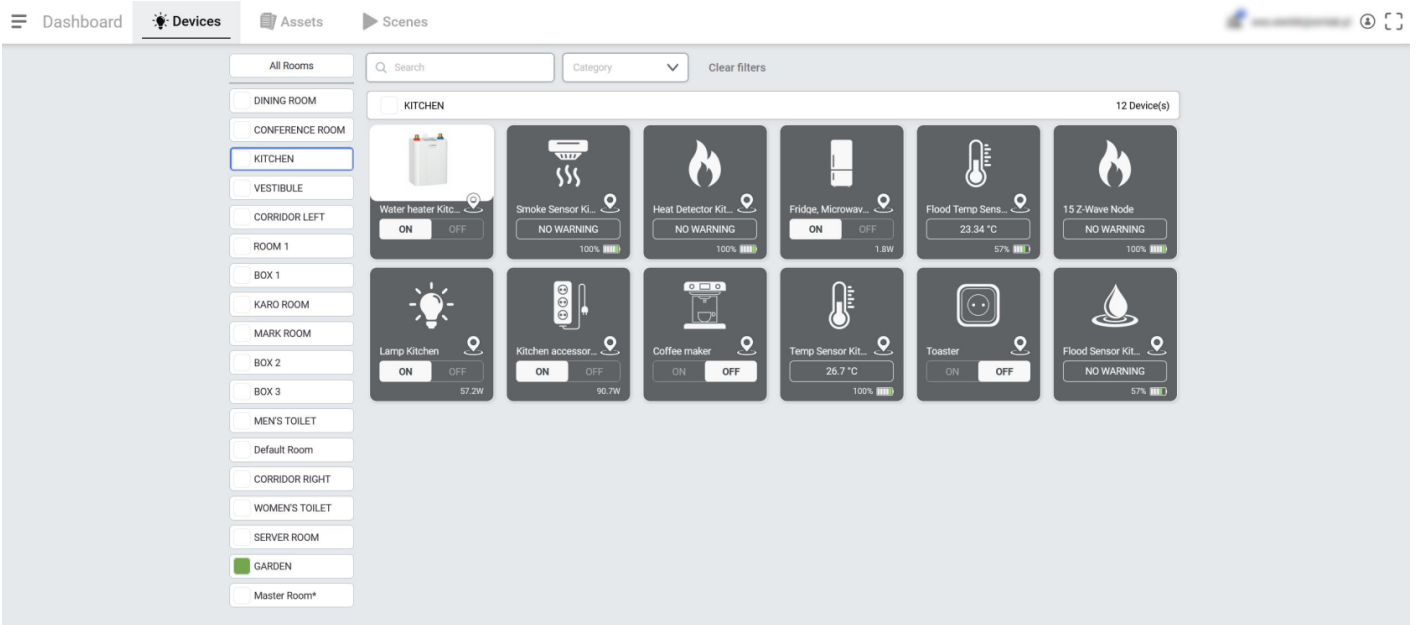 Dashboard
Devices
Assets
Scenes
All Rooms
Search
Category
Clear filters
DINING ROOM
CONFERENCE ROOM
KITCHEN
VESTIBULE
CORRIDOR LEFT
ROOM 1
BOX 1
KARO ROOM
MARK ROOM
BOX 2
BOX 3
MEN'S TOILET
Default Room
CORRIDOR RIGHT
WOMEN'S TOILET
SERVER ROOM
GARDEN
Master Room*
KITCHEN
12 Device(s)
Water heater Kitc...
ON OFF
Smoke Sensor Ki...
NO WARNING
100%
Heat Detector Kit...
NO WARNING
100%
Fridge, Microwav...
ON OFF
1.8W
Flood Temp Sens...
23.34 °C
57%
15 Z-Wave Node
NO WARNING
100%
Lamp Kitchen
ON OFF
57.2W
Kitchen accessor...
ON OFF
90.7W
Coffee maker
ON OFF
Temp Sensor Kit...
26.7 °C
100%
Toaster
ON OFF
Flood Sensor Kit...
NO WARNING
57%